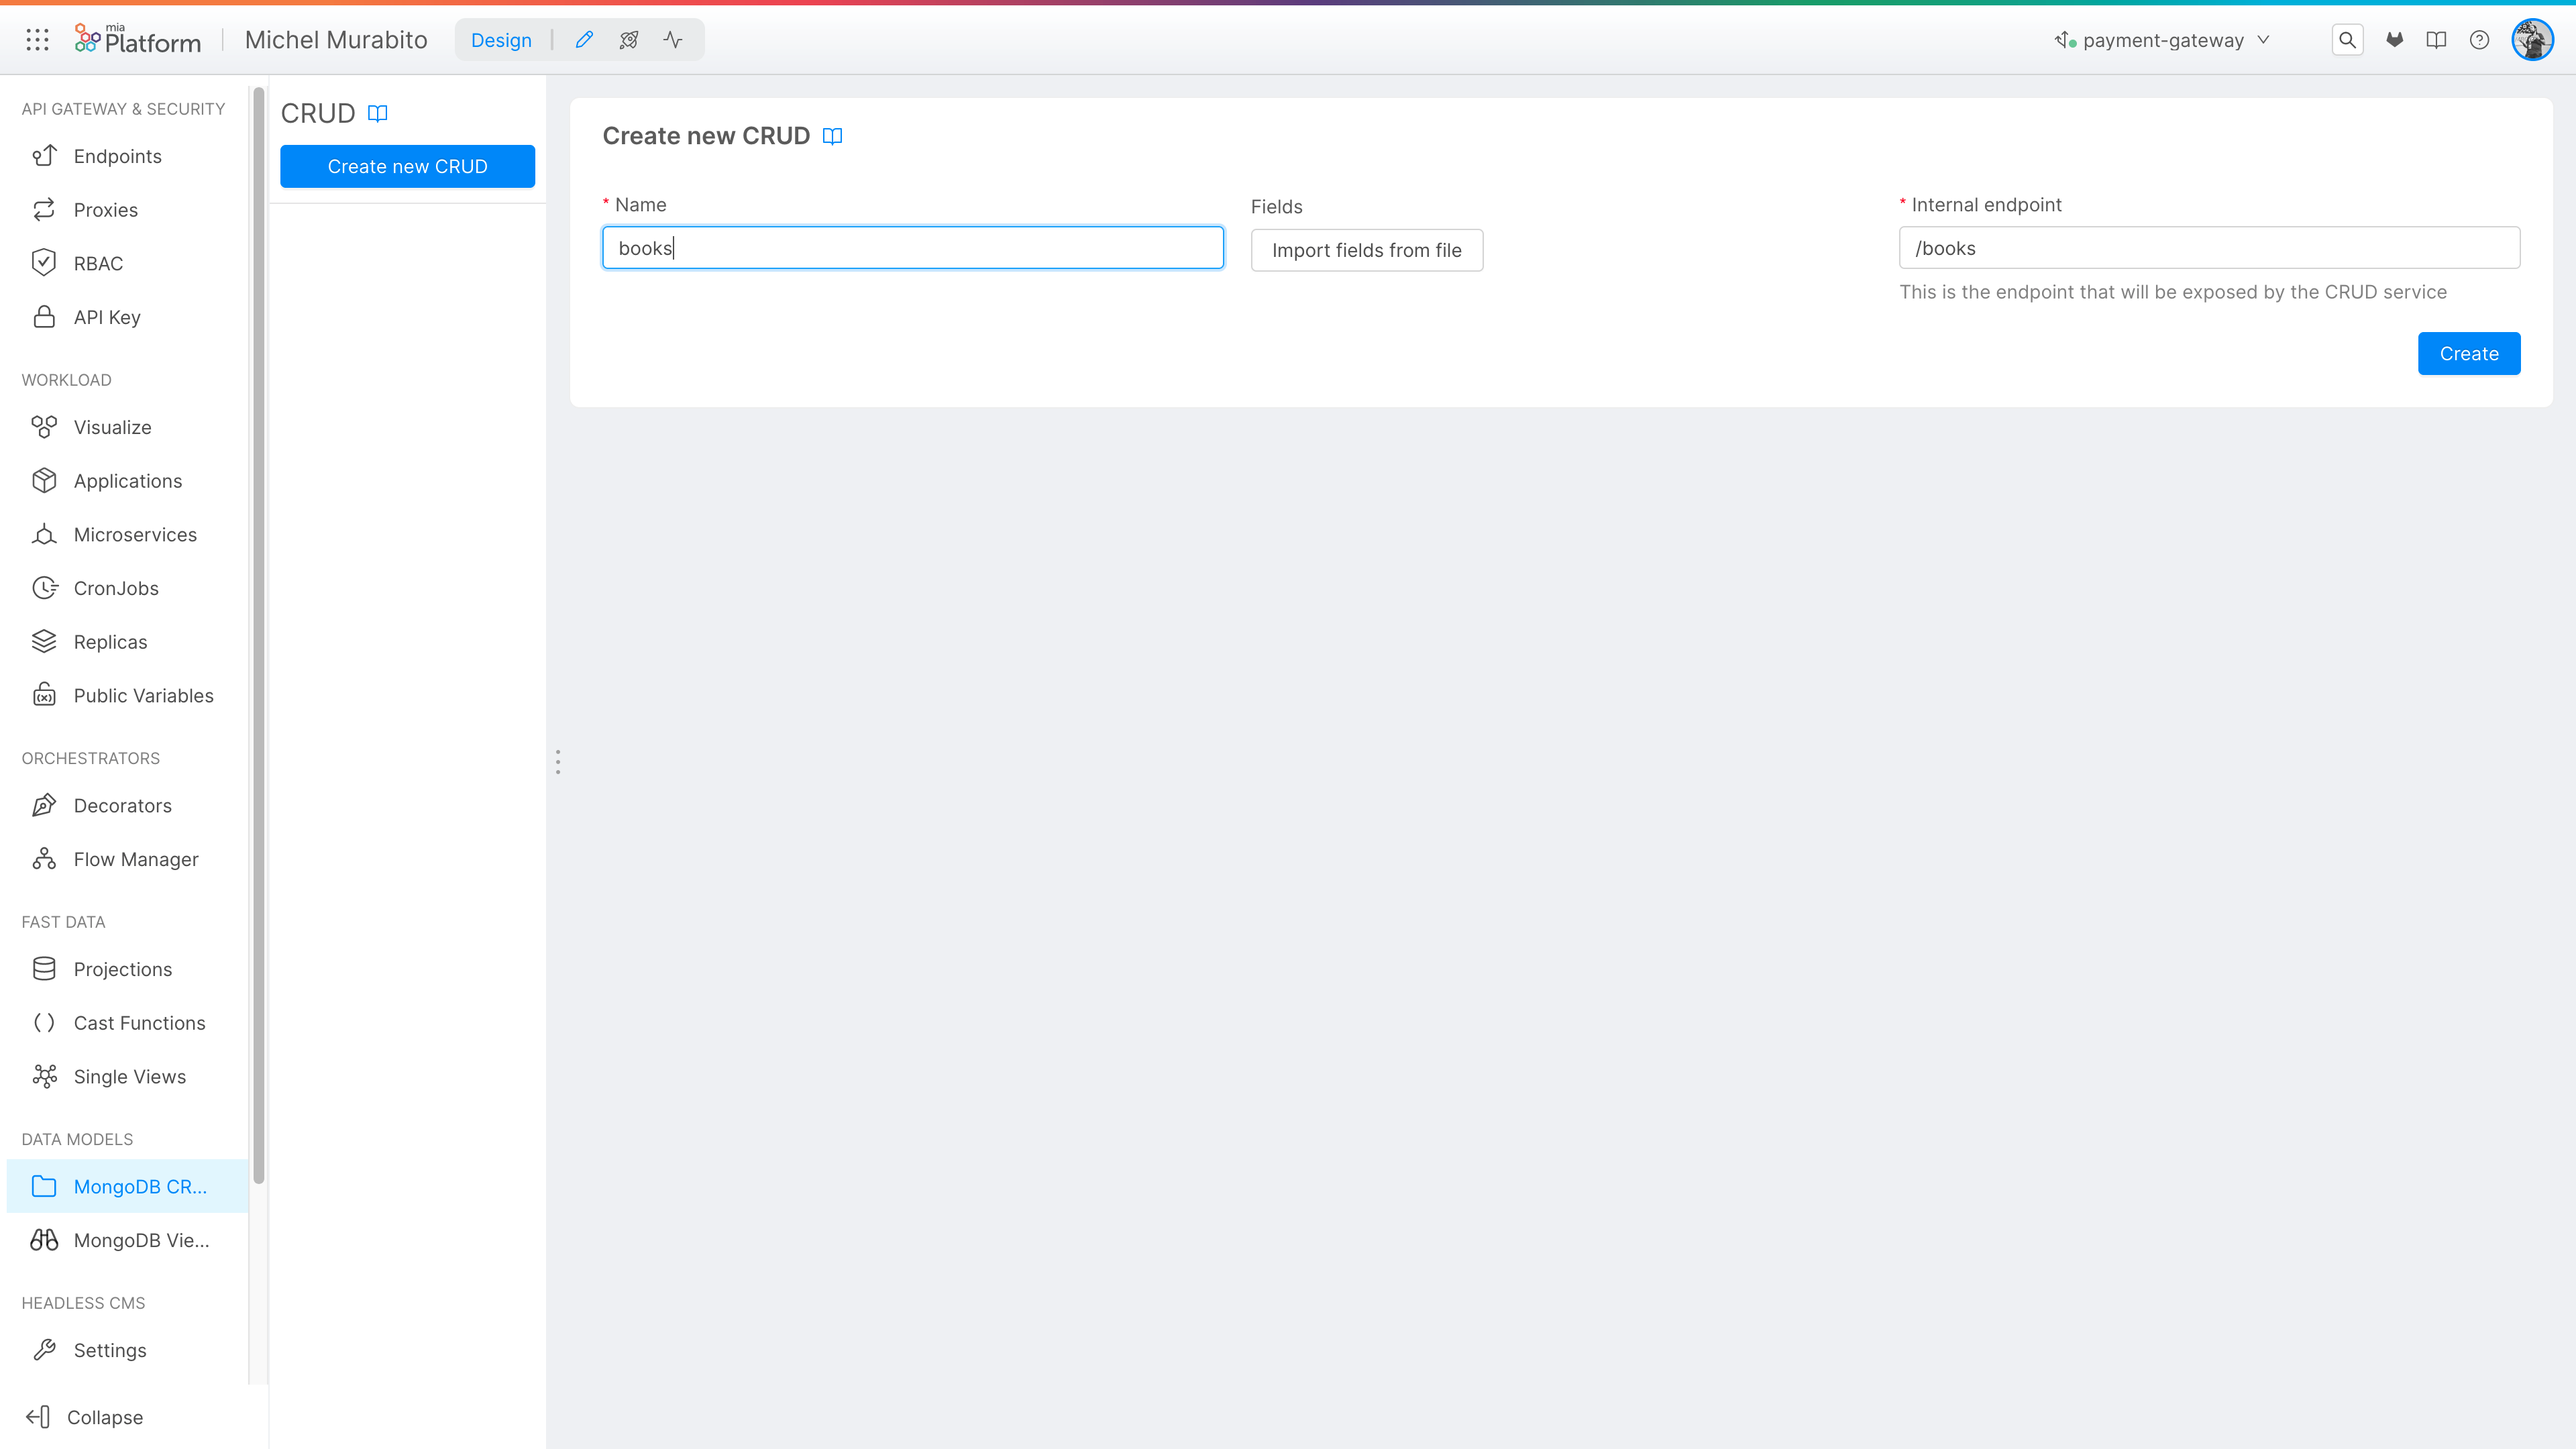 mia
Platform
Michel Murabito
Design
payment-gateway
API GATEWAY & SECURITY
Endpoints
Proxies
RBAC
API Key
WORKLOAD
Visualize
Applications
Microservices
CronJobs
Replicas
Public Variables
ORCHESTRATORS
Decorators
Flow Manager
FAST DATA
Projections
Cast Functions
Single Views
DATA MODELS
MongoDB CR...
MongoDB Vie...
HEADLESS CMS
Settings
Collapse
CRUD
Create new CRUD
Create new CRUD
* Name
books
Fields
Import fields from file
* Internal endpoint
/books
This is the endpoint that will be exposed by the CRUD service
Create